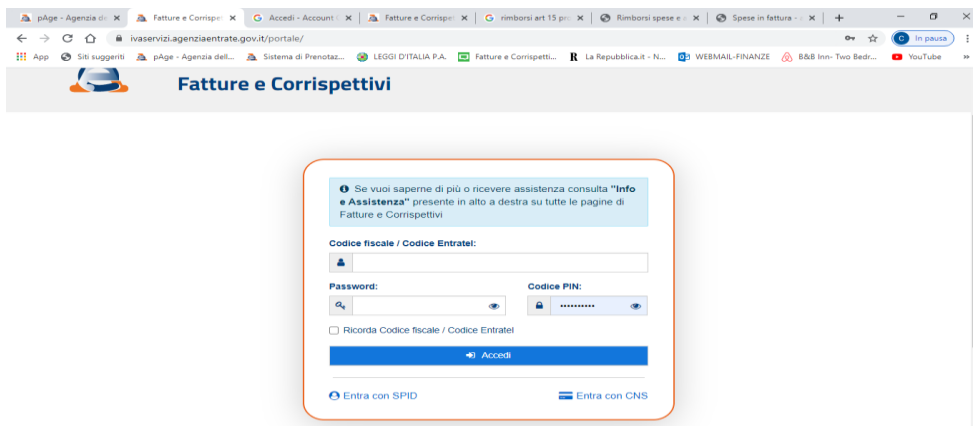 pAge - Agenzia de
Fatture e Corrispet
Accedi - Account
Fatture e Corrispet
rimborsi art 15 pr
Rimborsi spese e
Spese in fattura -
ivaservizi.agenziaentrate.gov.it/portale/
In pausa
App
Siti suggeriti
pAge - Agenzia dell...
Sistema di Prenotaz...
LEGGI D'ITALIA P.A.
Fatture e Corrispetti...
La Repubblica.it - N...
WEBMAIL-FINANZE
B&B Inn- Two Bedr...
YouTube
Fatture e Corrispettivi
Se vuoi saperne di più o ricevere assistenza consulta "Info
e Assistenza" presente in alto a destra su tutte le pagine di
Fatture e Corrispettivi
Codice fiscale / Codice Entratel:
Password: Codice PIN:
Ricorda Codice fiscale / Codice Entratel
Accedi
Entra con SPID Entra con CNS